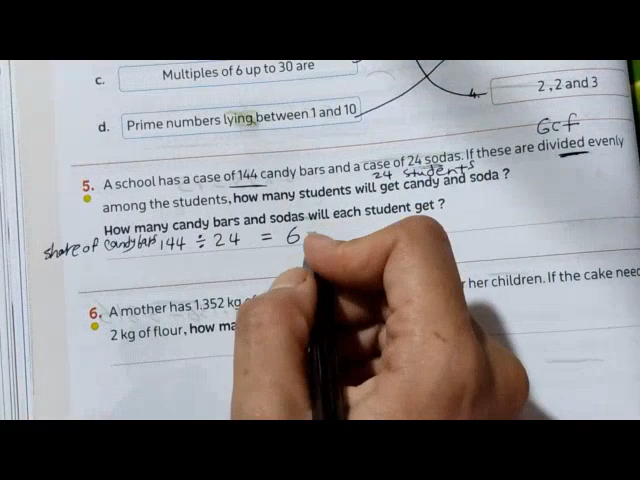 c. Multiples of 6 up to 30 are
4. 2 , 2 and 3
d. Prime numbers lying between 1 and 10
Gcf
5. A school has a case of 144 candy bars and a case of 24 sodas. If these are divided evenly
24 students
among the students, how many students will get candy and soda ?
How many candy bars and sodas will each student get ?
share of candy bars 144 ÷ 24 = 6
6. A mother has 1.352 kg of her children. If the cake need
2 kg of flour, how ma